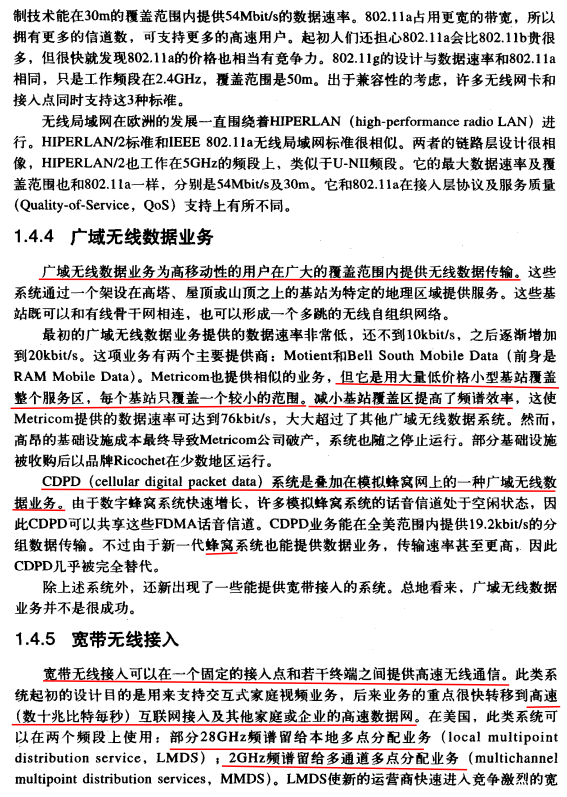 制技术能在30m的覆盖范围内提供54Mbit/s的数据速率。802.11a占用更宽的带宽，所以
拥有更多的信道数，可支持更多的高速用户。起初人们还担心802.11a会比802.11b贵很
多，但很快就发现802.11a的价格也相当有竞争力。802.11g的设计与数据速率和802.11a
相同，只是工作频段在2.4GHz，覆盖范围是50m。出于兼容性的考虑，许多无线网卡和
接入点同时支持这3种标准。
无线局域网在欧洲的发展一直围绕着HIPERLAN（high-performance radio LAN）进
行。HIPERLAN/2标准和IEEE 802.11a无线局域网标准很相似。两者的链路层设计很相
像，HIPERLAN/2也工作在5GHz的频段上，类似于U-NII频段。它的最大数据速率及覆
盖范围也和802.11a一样，分别是54Mbit/s及30m。它和802.11a在接入层协议及服务质量
（Quality-of-Service，QoS）支持上有所不同。
1.4.4 广域无线数据业务
广域无线数据业务为高移动性的用户在广大的覆盖范围内提供无线数据传输。这些
系统通过一个架设在高塔、屋顶或山顶之上的基站为特定的地理区域提供服务。这些基
站既可以和有线骨干网相连，也可以形成一个多跳的无线自组织网络。
最初的广域无线数据业务提供的数据速率非常低，还不到10kbit/s，之后逐渐增加
到20kbit/s。这项业务有两个主要提供商：Motient和Bell South Mobile Data（前身是
RAM Mobile Data）。Metricom也提供相似的业务，但它是用大量低价格小型基站覆盖
整个服务区，每个基站只覆盖一个较小的范围。减小基站覆盖区提高了频谱效率，这使
Metricom提供的数据速率可达到76kbit/s，大大超过了其他广域无线数据系统。然而，
高昂的基础设施成本最终导致Metricom公司破产，系统也随之停止运行。部分基础设施
被收购后以品牌Ricochet在少数地区运行。
CDPD（cellular digital packet data）系统是叠加在模拟蜂窝网上的一种广域无线数
据业务。由于数字蜂窝系统快速增长，许多模拟蜂窝系统的话音信道处于空闲状态，因
此CDPD可以共享这些FDMA话音信道。CDPD业务能在全美范围内提供19.2kbit/s的分
组数据传输。不过由于新一代蜂窝系统也能提供数据业务，传输速率甚至更高，因此
CDPD几乎被完全替代。
除上述系统外，还新出现了一些能提供宽带接入的系统。总地看来，广域无线数据
业务并不是很成功。
1.4.5 宽带无线接入
宽带无线接入可以在一个固定的接入点和若干终端之间提供高速无线通信。此类系
统起初的设计目的是用来支持交互式家庭视频业务，后来业务的重点很快转移到高速
（数十兆比特每秒）互联网接入及其他家庭或企业的高速数据网。在美国，此类系统可
以在两个频段上使用：部分28GHz频谱留给本地多点分配业务（local multipoint
distribution service，LMDS）；2GHz频谱留给多通道多点分配业务（multichannel
multipoint distribution services，MMDS）。LMDS使新的运营商快速进入竞争激烈的宽